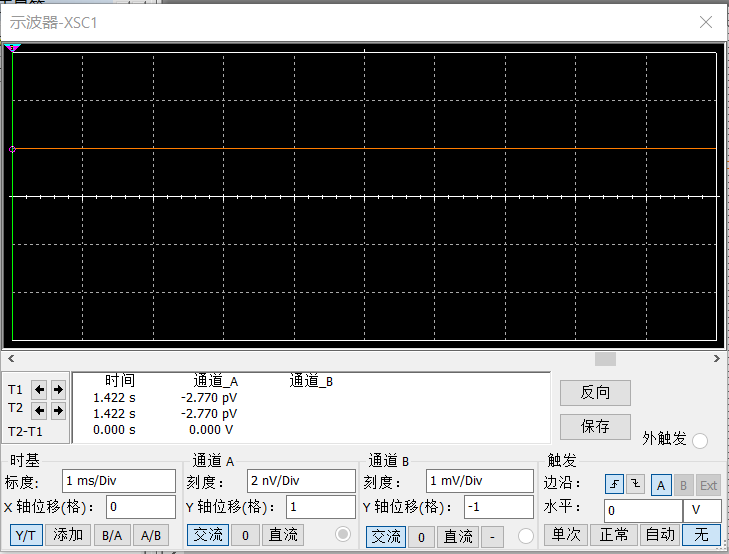 示波器-XSC1
时间 通道_A 通道_B
T1 1.422 s -2.770 pV
T2 1.422 s -2.770 pV
T2-T1 0.000 s 0.000 V
反向
保存
外触发
时基
标度: 1 ms/Div
X 轴位移(格): 0
Y/T 添加 B/A A/B
通道 A
刻度: 2 nV/Div
Y 轴位移(格): 1
交流 0 直流
通道 B
刻度: 1 mV/Div
Y 轴位移(格): -1
交流 0 直流 -
触发
边沿: A B Ext
水平: 0 V
单次 正常 自动 无